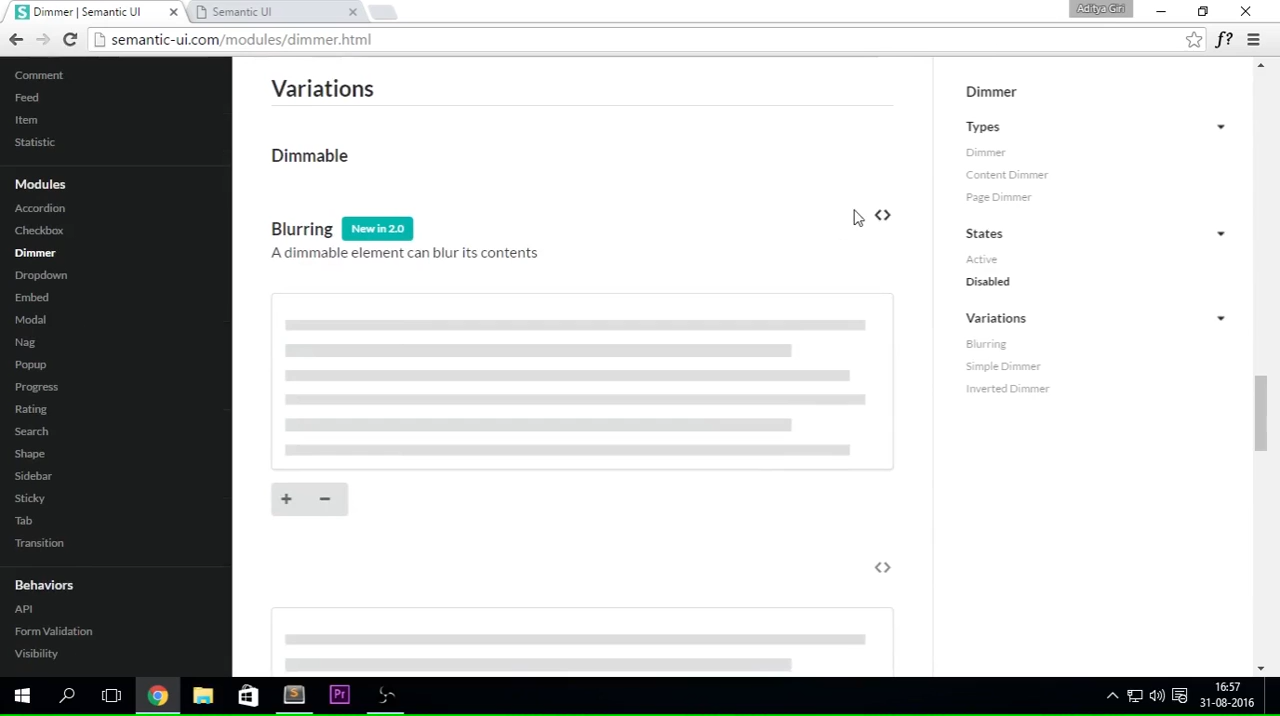 Dimmer | Semantic UI
Semantic UI
Aditya Giri
semantic-ui.com/modules/dimmer.html
f?
Comment
Feed
Item
Statistic
Modules
Accordion
Checkbox
Dimmer
Dropdown
Embed
Modal
Nag
Popup
Progress
Rating
Search
Shape
Sidebar
Sticky
Tab
Transition
Behaviors
API
Form Validation
Visibility
Variations
Dimmable
Blurring New in 2.0
A dimmable element can blur its contents
Dimmer
Types
Dimmer
Content Dimmer
Page Dimmer
States
Active
Disabled
Variations
Blurring
Simple Dimmer
Inverted Dimmer
Pr
16:57
31-08-2016